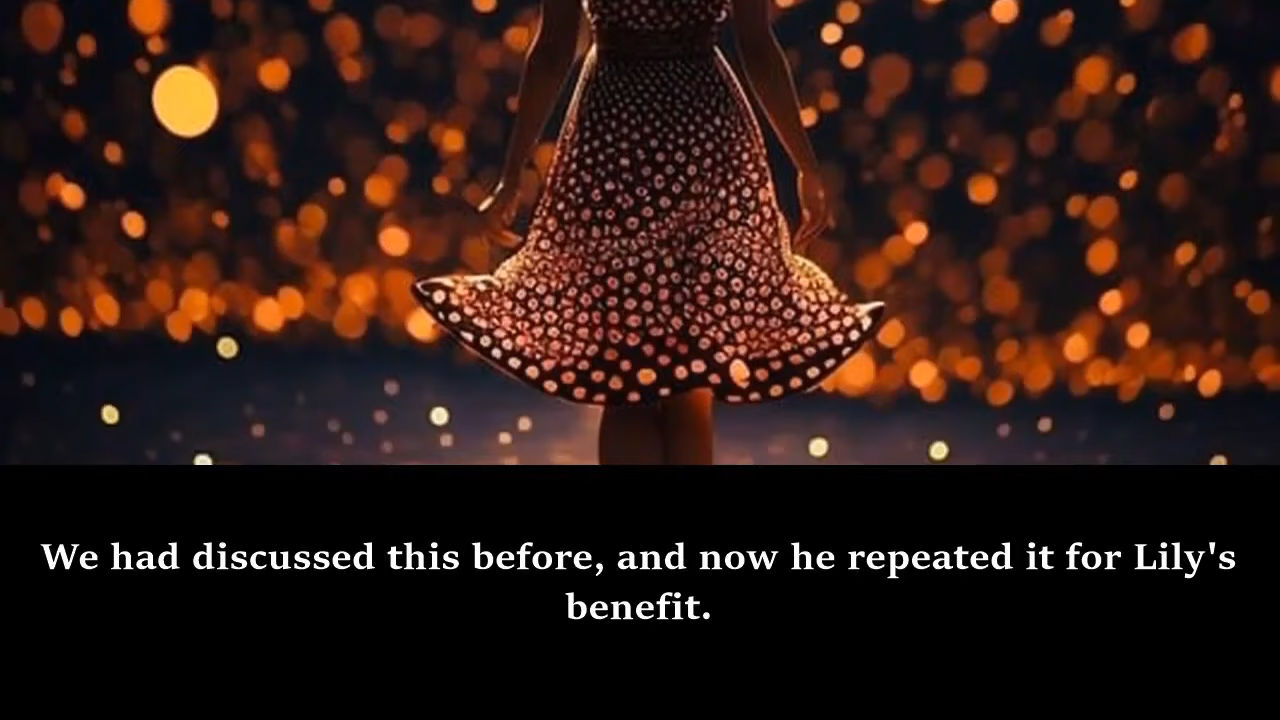 We had discussed this before, and now he repeated it for Lily's
benefit.